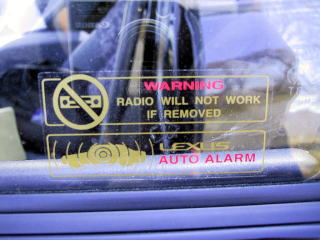 WARNING
RADIO WILL NOT WORK
IF REMOVED
LEXUS
AUTO ALARM